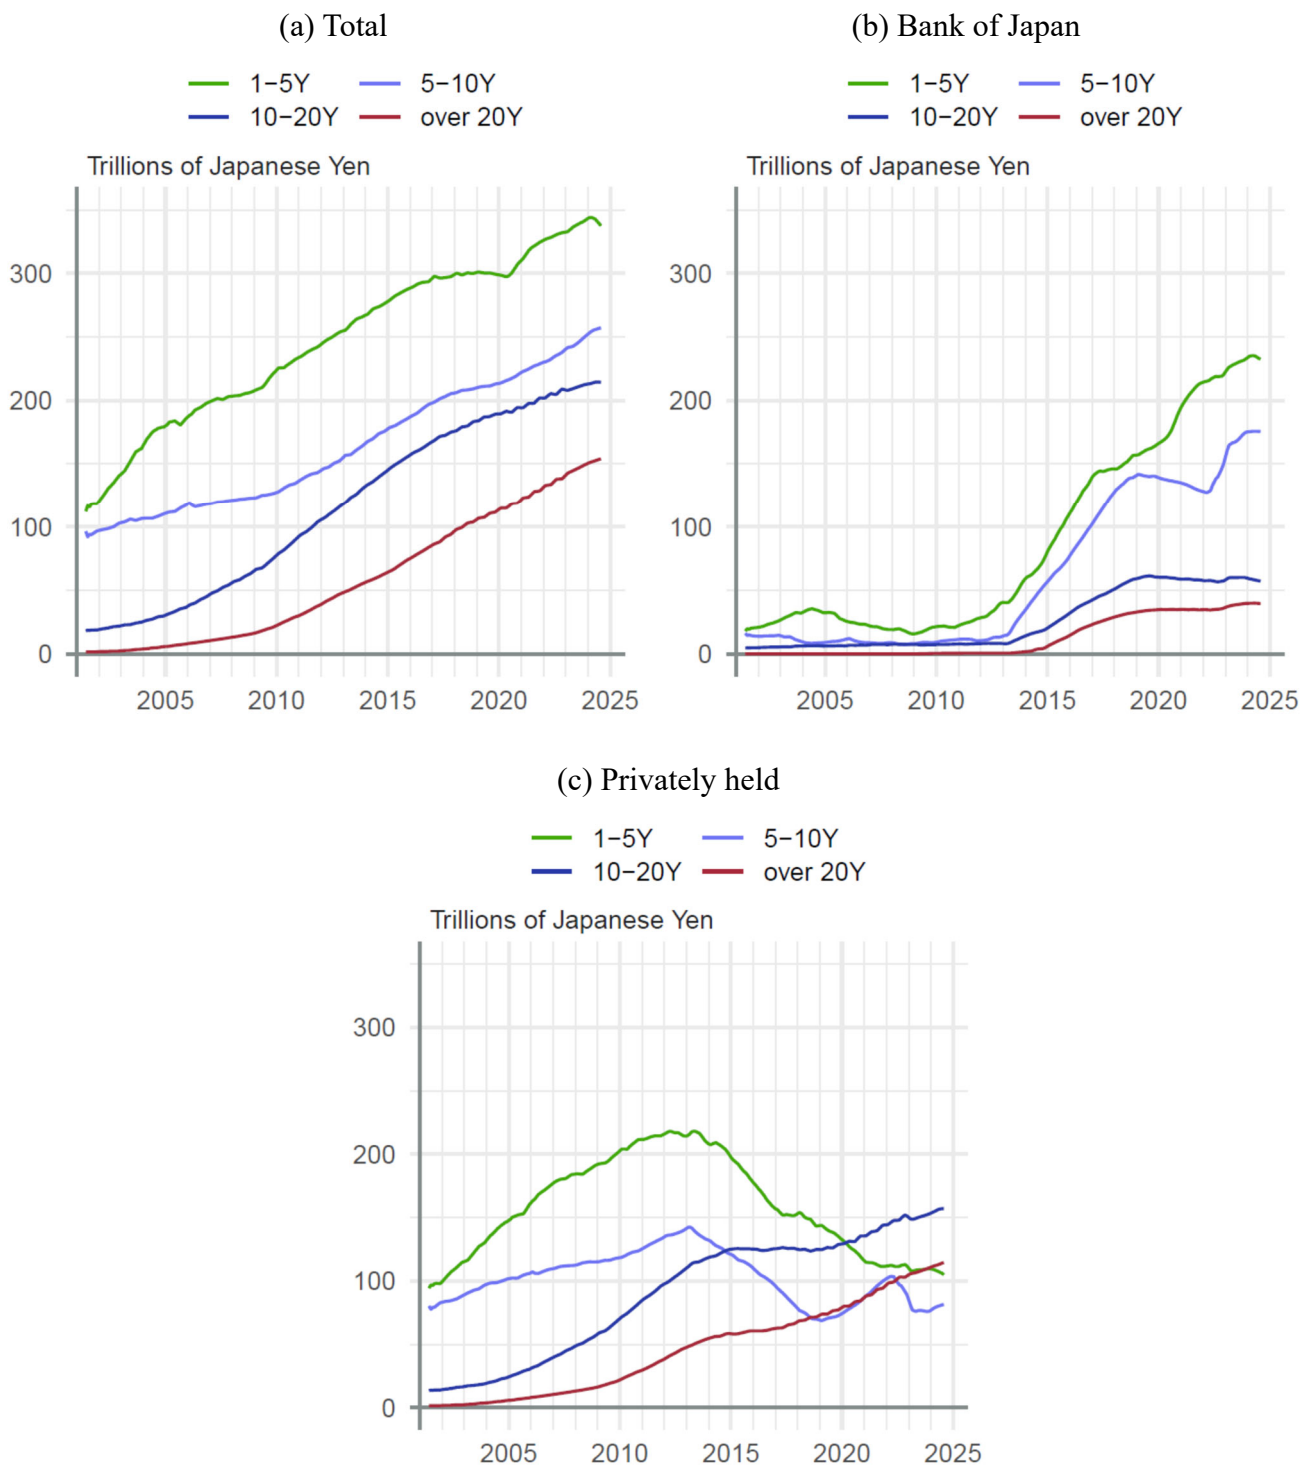 (a) Total
1−5Y 5−10Y
10−20Y over 20Y
Trillions of Japanese Yen
300
200
100
0
2005 2010 2015 2020 2025
(b) Bank of Japan
1−5Y 5−10Y
10−20Y over 20Y
Trillions of Japanese Yen
300
200
100
0
2005 2010 2015 2020 2025
(c) Privately held
1−5Y 5−10Y
10−20Y over 20Y
Trillions of Japanese Yen
300
200
100
0
2005 2010 2015 2020 2025